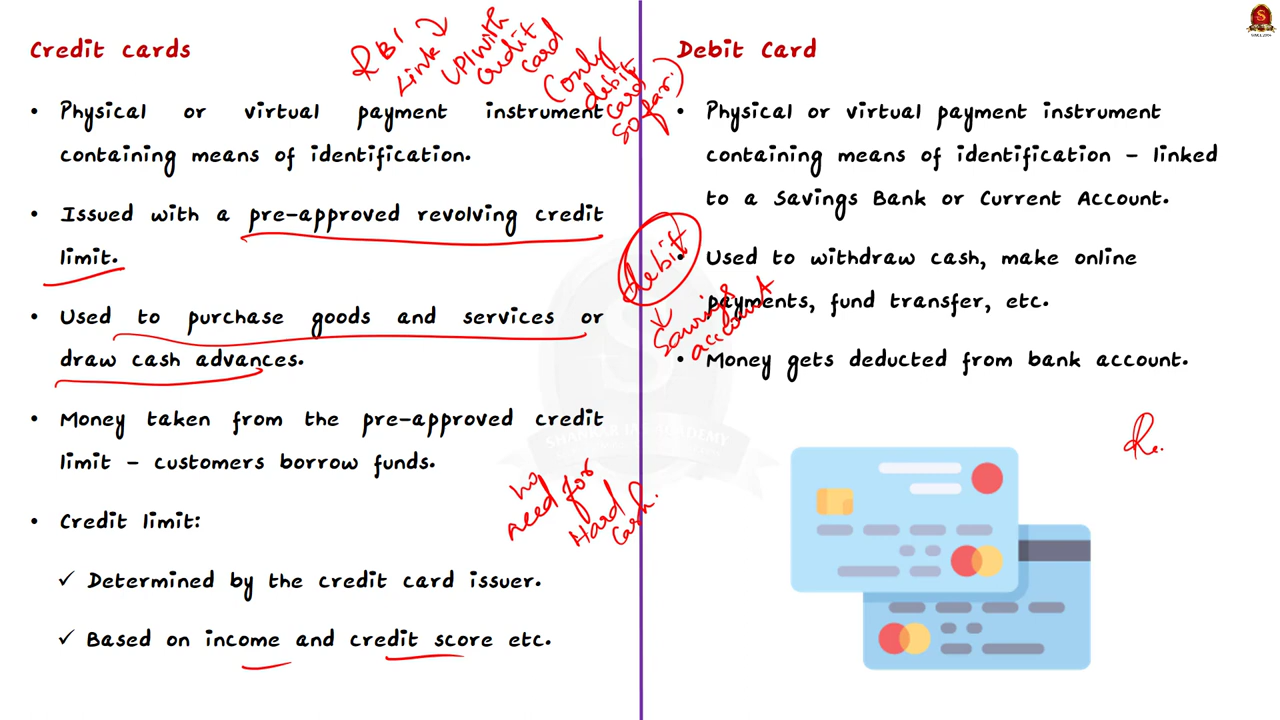 Credit cards
• Physical or virtual payment instrument
containing means of identification.
• Issued with a pre-approved revolving credit
limit.
• Used to purchase goods and services or
draw cash advances.
• Money taken from the pre-approved credit
limit - customers borrow funds.
• Credit limit:
✓ Determined by the credit card issuer.
✓ Based on income and credit score etc.
RBI
Link
UPI with
credit
card
(only
debit
card
so far.)
no
need for
Hard
cash.
Debit Card
• Physical or virtual payment instrument
containing means of identification - linked
to a Savings Bank or Current Account.
• Used to withdraw cash, make online
payments, fund transfer, etc.
• Money gets deducted from bank account.
debit
savings
account
Re.
SHANKAR IAS ACADEMY